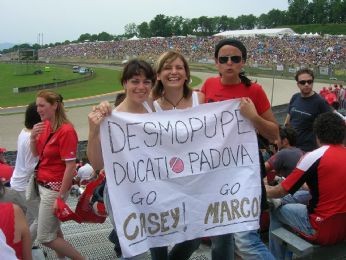 DESMOPUPE
DUCATI PADOVA
GO GO
CASEY! MARCO